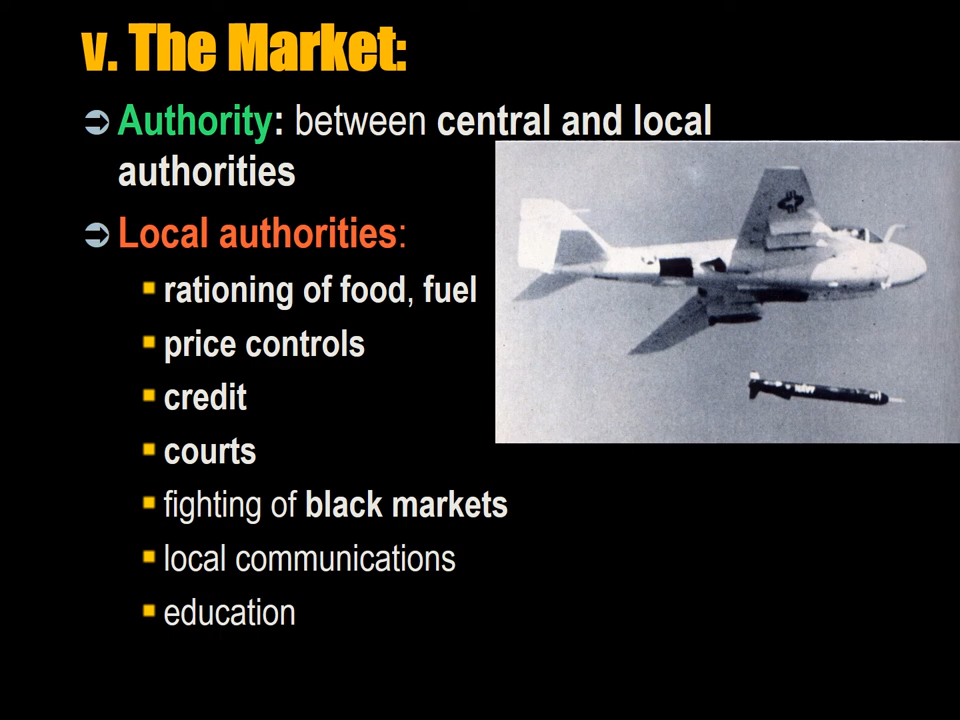 v. The Market:
Authority: between central and local
authorities
Local authorities:
rationing of food, fuel
price controls
credit
courts
fighting of black markets
local communications
education
NAVY